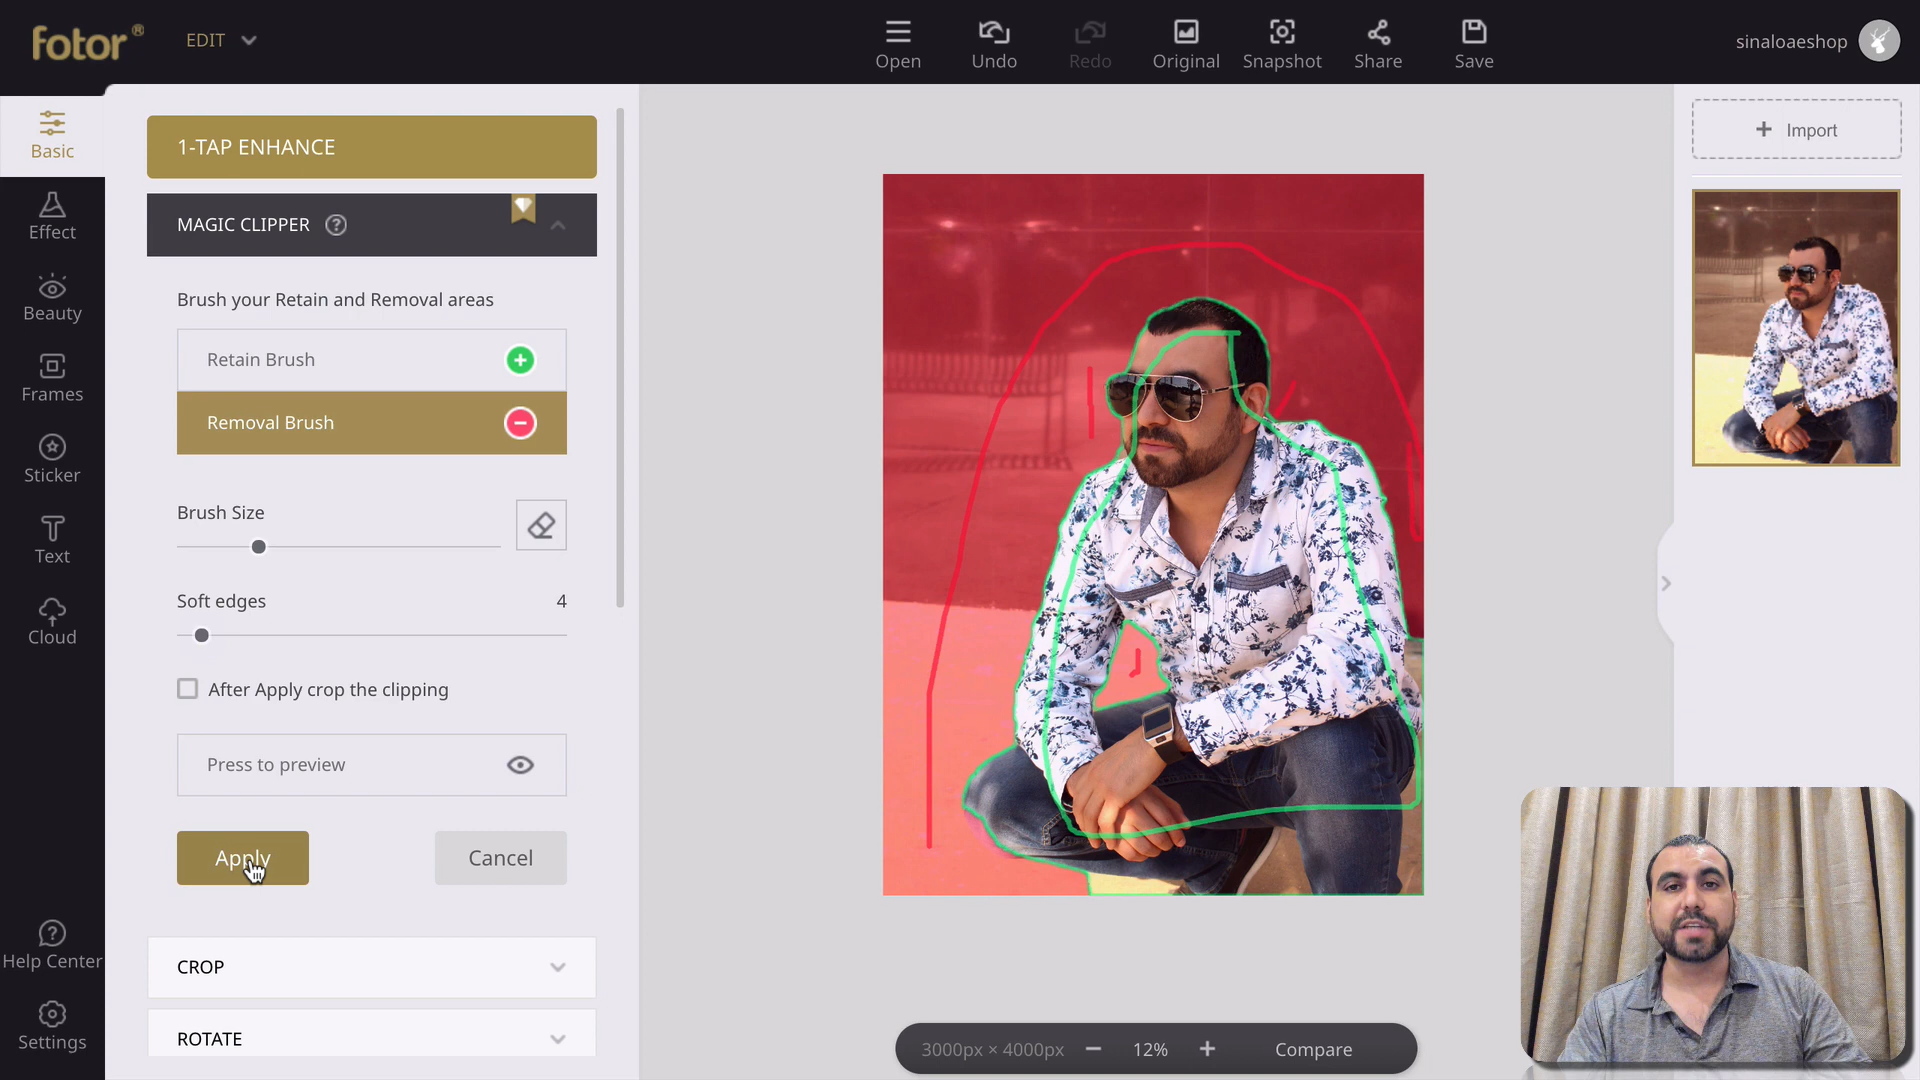 fotor®
EDIT
Open
Undo
Redo
Original
Snapshot
Share
Save
sinaloaeshop
Basic
Effect
Beauty
Frames
Sticker
Text
Cloud
Help Center
Settings
1-TAP ENHANCE
MAGIC CLIPPER ?
Brush your Retain and Removal areas
Retain Brush
Removal Brush
Brush Size
Soft edges 4
After Apply crop the clipping
Press to preview
Apply
Cancel
CROP
ROTATE
3000px × 4000px
12%
Compare
Import